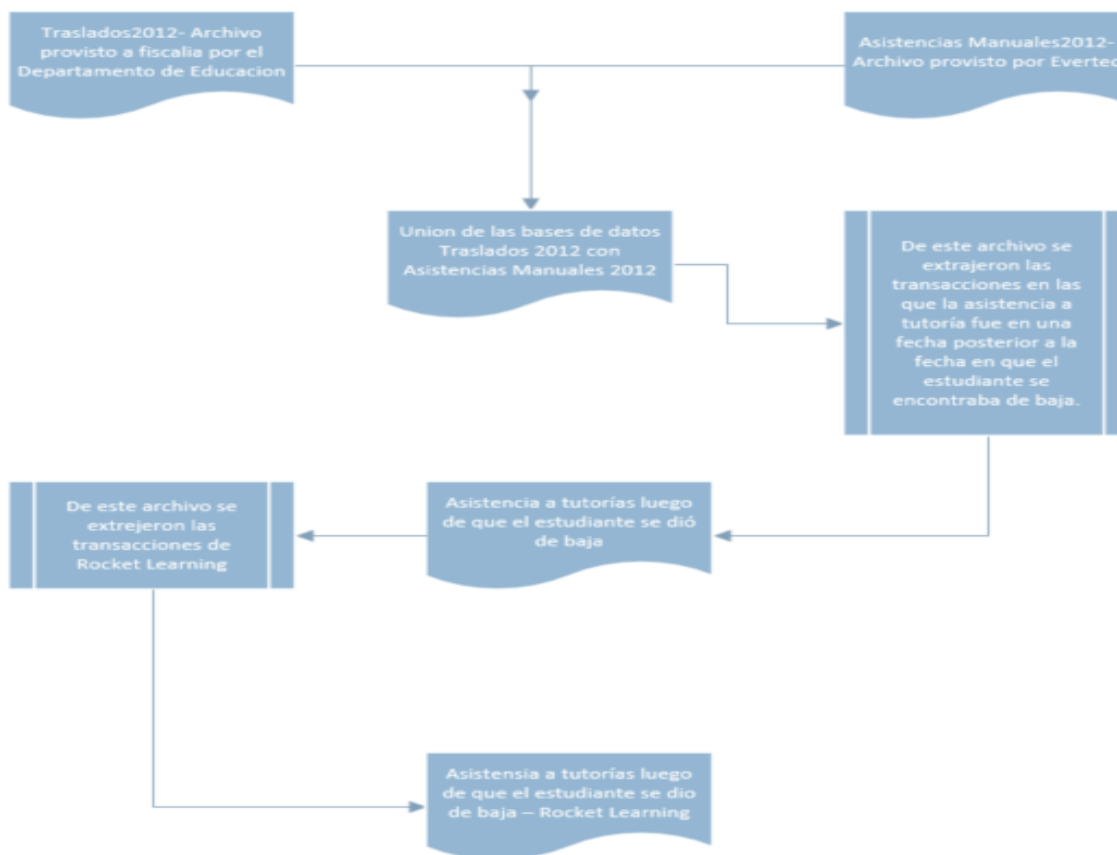 Traslados2012- Archivo
provisto a fiscalia por el
Departamento de Educacion
Asistencias Manuales2012-
Archivo provisto por Evertec
Union de las bases de datos
Traslados 2012 con
Asistencias Manuales 2012
De este archivo se
extrajeron las
transacciones en las
que la asistencia a
tutoría fue en una
fecha posterior a la
fecha en que el
estudiante se
encontraba de baja.
De este archivo se
extrejeron las
transacciones de
Rocket Learning
Asistencia a tutorías luego
de que el estudiante se dió
de baja
Asistensia a tutorías luego
de que el estudiante se dio
de baja – Rocket Learning